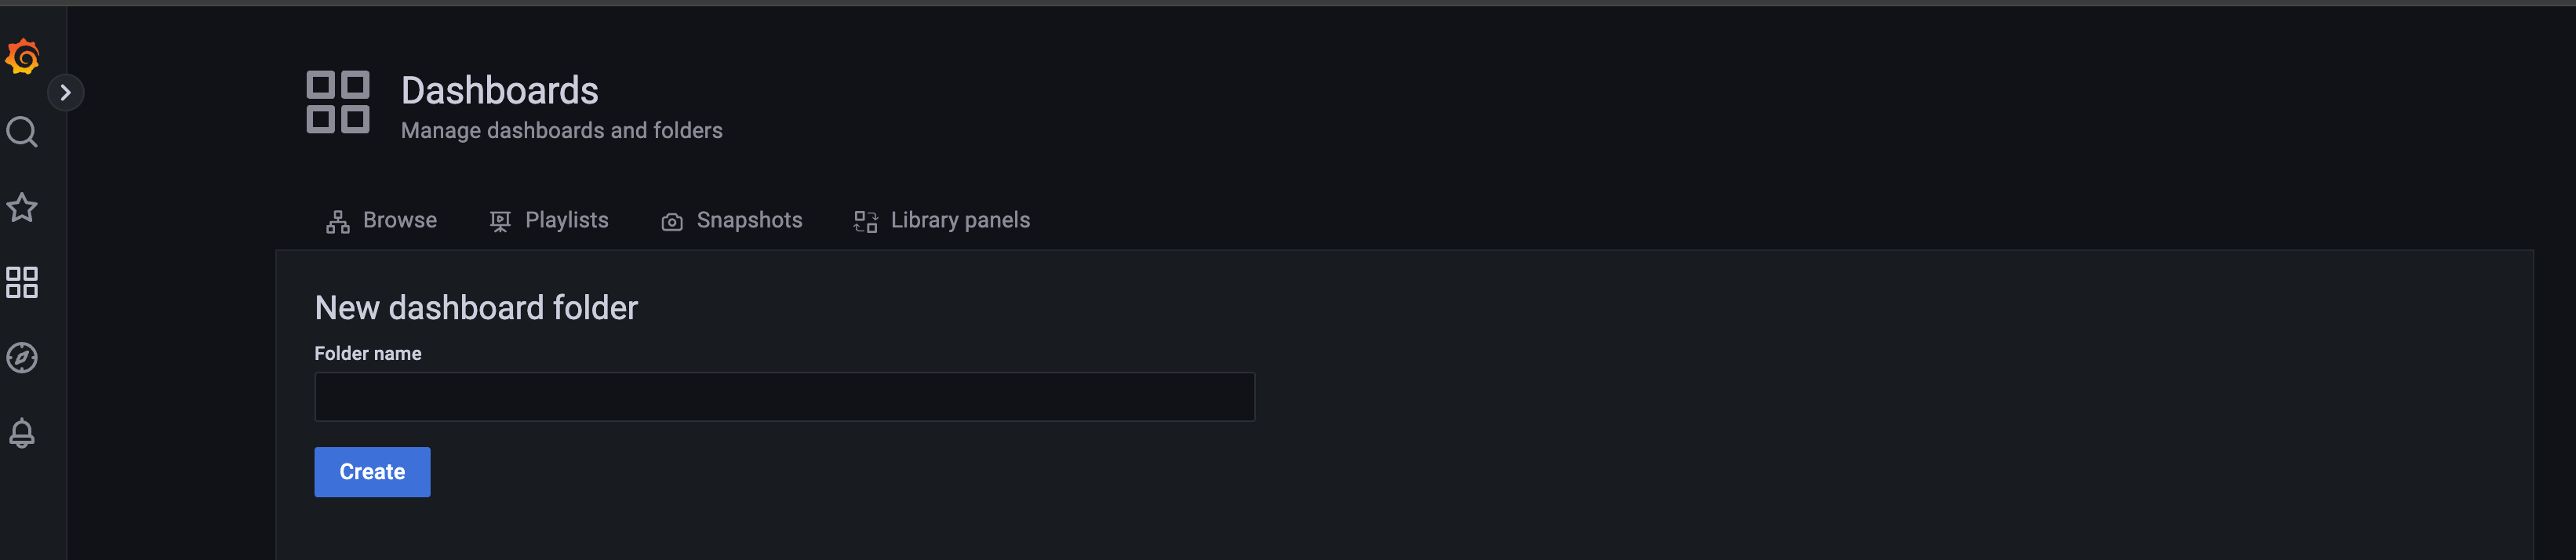 Dashboards
Manage dashboards and folders
Browse
Playlists
Snapshots
Library panels
New dashboard folder
Folder name
Create